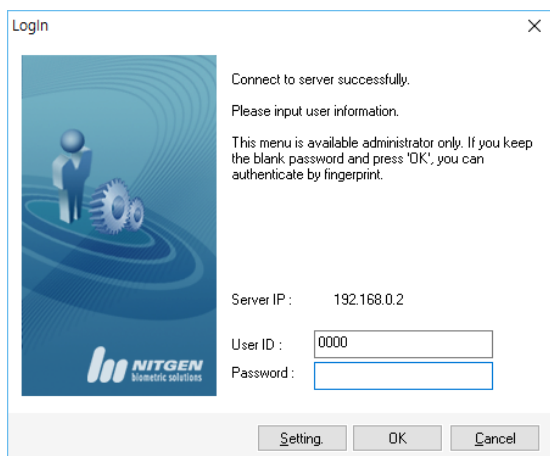 LogIn
Connect to server successfully.
Please input user information.
This menu is available administrator only. If you keep
the blank password and press 'OK', you can
authenticate by fingerprint.
Server IP : 192.168.0.2
User ID : 0000
Password :
NITGEN
biometric solutions
Setting. OK Cancel